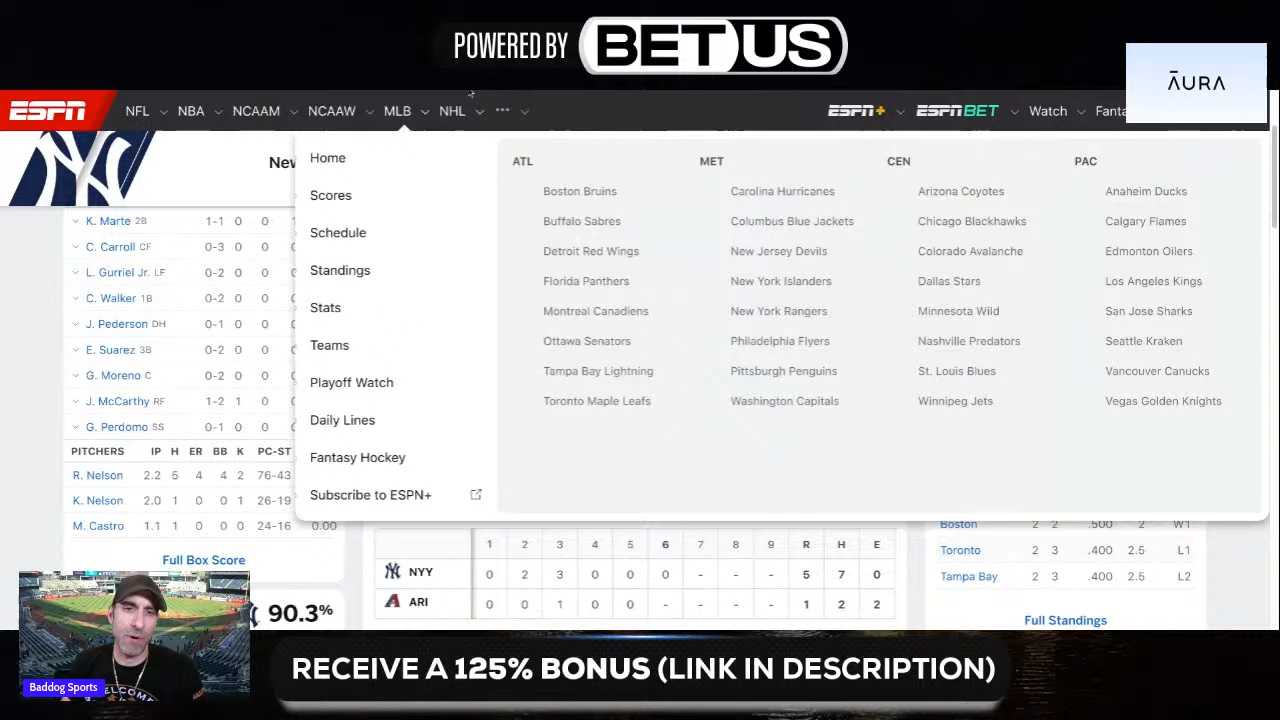 POWERED BY BETUS
ĀURA
ESPN NFL NBA NCAAM NCAAW MLB NHL ESPN+ ESPN BET Watch Fanta
New
Home
Scores
Schedule
Standings
Stats
Teams
Playoff Watch
Daily Lines
Fantasy Hockey
Subscribe to ESPN+
ATL
Boston Bruins
Buffalo Sabres
Detroit Red Wings
Florida Panthers
Montreal Canadiens
Ottawa Senators
Tampa Bay Lightning
Toronto Maple Leafs
MET
Carolina Hurricanes
Columbus Blue Jackets
New Jersey Devils
New York Islanders
New York Rangers
Philadelphia Flyers
Pittsburgh Penguins
Washington Capitals
CEN
Arizona Coyotes
Chicago Blackhawks
Colorado Avalanche
Dallas Stars
Minnesota Wild
Nashville Predators
St. Louis Blues
Winnipeg Jets
PAC
Anaheim Ducks
Calgary Flames
Edmonton Oilers
Los Angeles Kings
San Jose Sharks
Seattle Kraken
Vancouver Canucks
Vegas Golden Knights
K. Marte 2B 1-1 0 0
C. Carroll CF 0-3 0 0
L. Gurriel Jr. LF 0-2 0 0
C. Walker 1B 0-2 0 0
J. Pederson DH 0-1 0 0
E. Suarez 3B 0-2 0 0
G. Moreno C 0-2 0 0
J. McCarthy RF 1-2 1 0
G. Perdomo SS 0-1 0 0
PITCHERS IP H ER BB K PC-ST
R. Nelson 2.2 5 4 4 2 76-43
K. Nelson 2.0 1 0 0 1 26-19
M. Castro 1.1 1 0 0 0 24-16 0.00
Full Box Score
90.3%
1 2 3 4 5 6 7 8 9 R H E
NYY 0 2 3 0 0 0 - - - 5 7 0
ARI 0 0 1 0 0 - - - - 1 2 2
Boston 2 2 .500 2 W1
Toronto 2 3 .400 2.5 L1
Tampa Bay 2 3 .400 2.5 L2
Full Standings
Baddog Sports
RECEIVE A 125% BONUS (LINK IN DESCRIPTION)